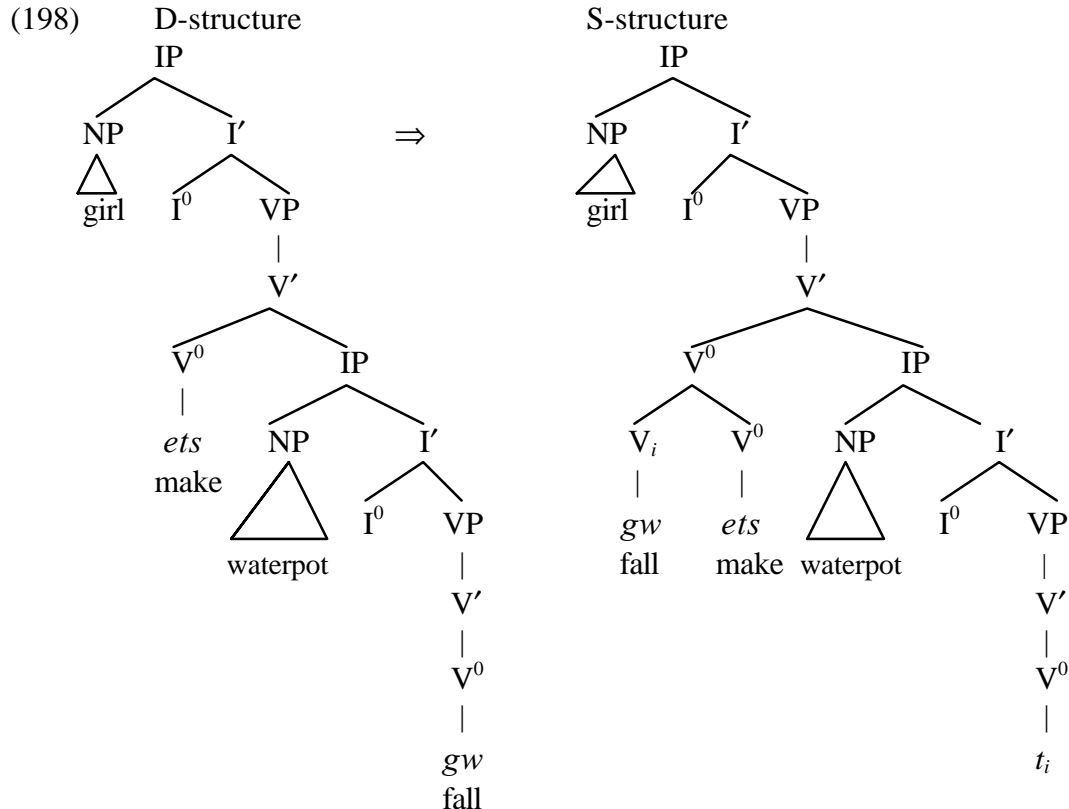 (198) D-structure S-structure
IP IP
NP I′ ⇒ NP I′
girl I⁰ VP girl I⁰ VP
V′ V′
V⁰ IP V⁰ IP
ets NP I′ Vᵢ V⁰ NP I′
make I⁰ VP gw ets I⁰ VP
waterpot fall make waterpot
V′ V′
V⁰ V⁰
gw tᵢ
fall